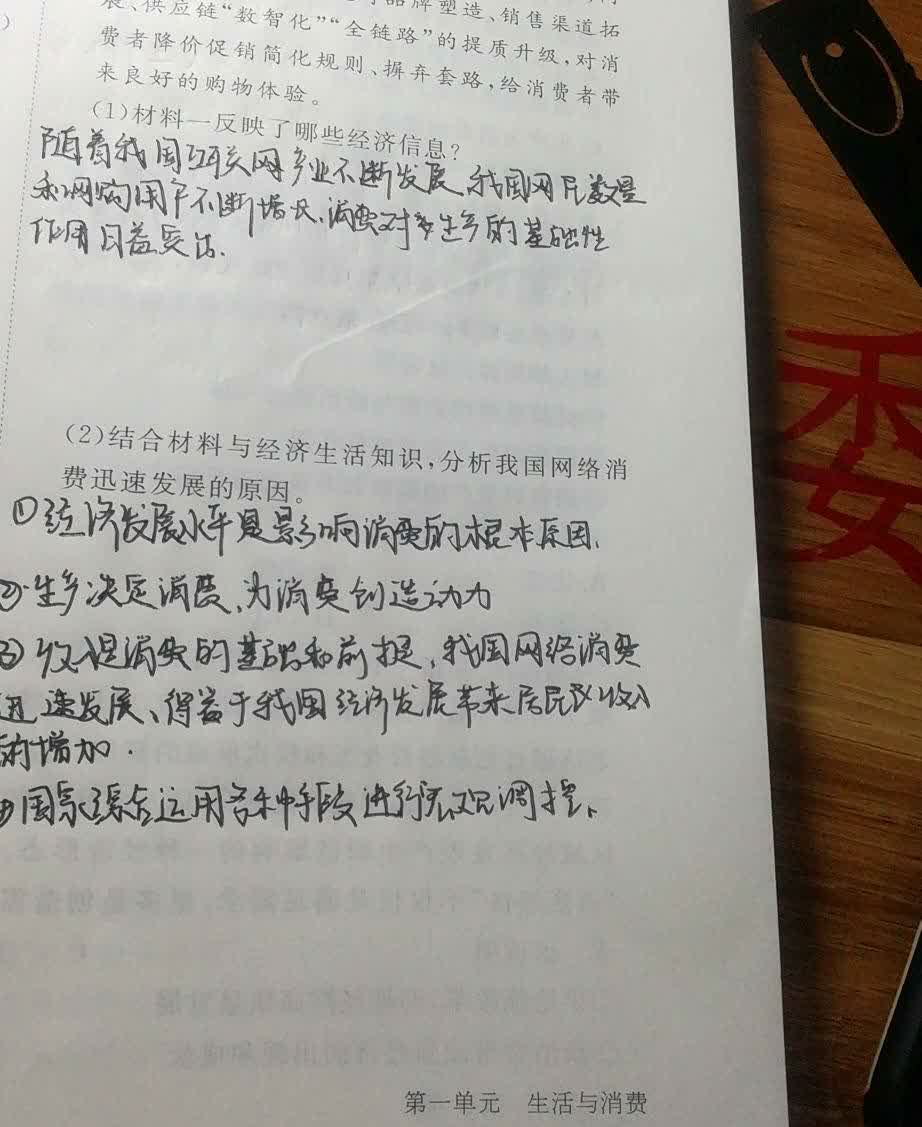 展、供应链“数智化”“全链路”的提质升级,对消
费者降价促销简化规则、摒弃套路,给消费者带
来良好的购物体验。
(1)材料一反映了哪些经济信息?
随着我国互联网产业不断发展,我国网民数量
和网购用户不断增长,消费对生产的基础性
作用日益突出.
(2)结合材料与经济生活知识,分析我国网络消
费迅速发展的原因。
①经济发展水平是影响消费的根本原因.
②生产决定消费,为消费创造动力
③收入是消费的基础和前提,我国网络消费
迅速发展、得益于我国经济发展带来居民收入
的增加.
④国家综合运用各种手段进行宏观调控.
委
第一单元 生活与消费